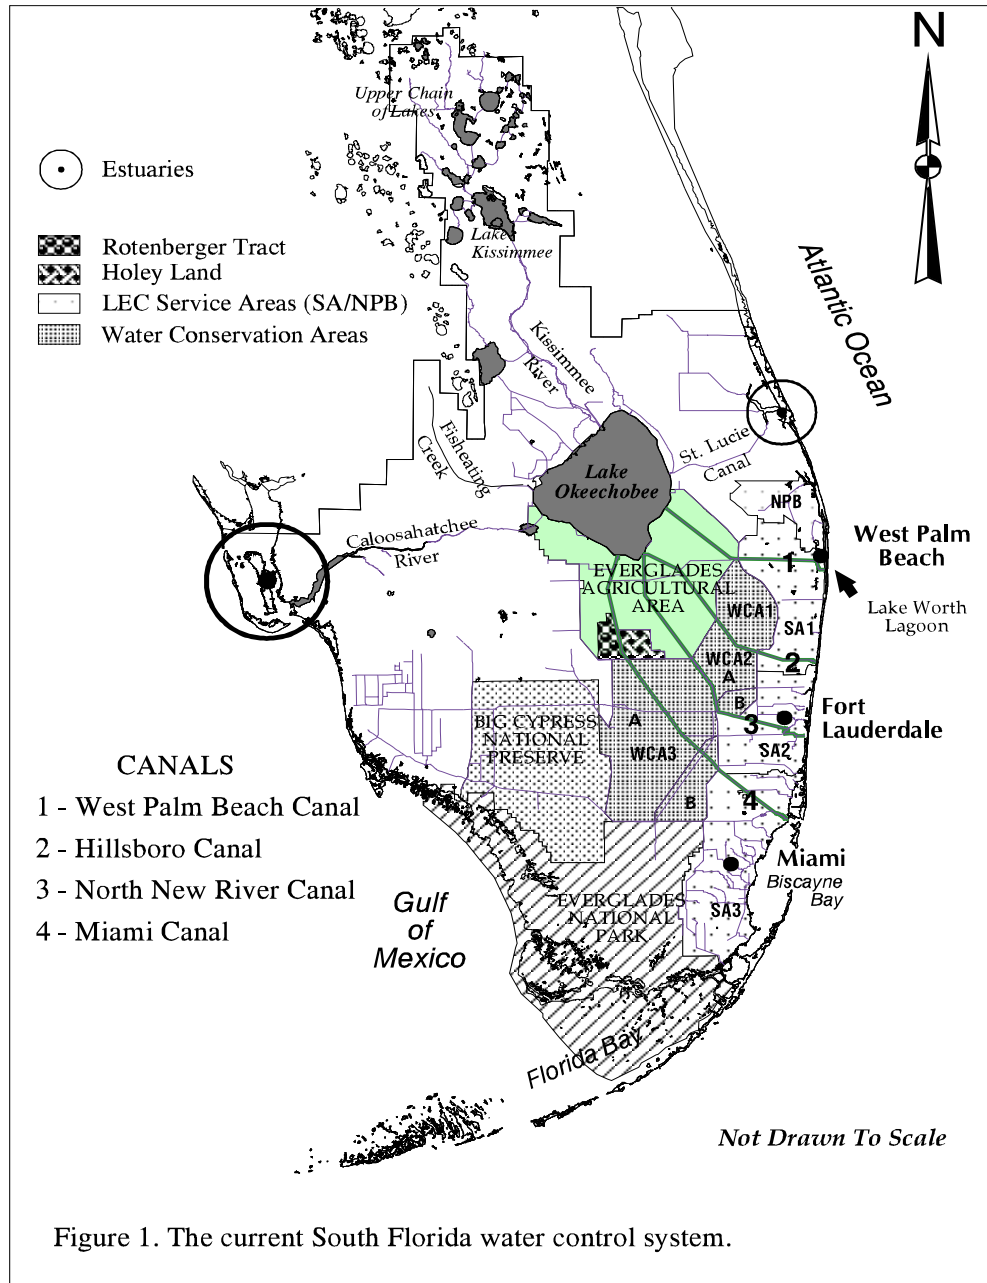 N
Upper Chain
of Lakes
Estuaries
Lake
Kissimmee
Rotenberger Tract
Holey Land
LEC Service Areas (SA/NPB)
Water Conservation Areas
Atlantic Ocean
Kissimmee
River
Fisheating
Creek
St. Lucie
Canal
Lake
Okeechobee
NPB
Caloosahatchee
River
West Palm
Beach
1
EVERGLADES
AGRICULTURAL
AREA
WCA1
Lake Worth
Lagoon
SA1
WCA2
A
2
B
Fort
Lauderdale
3
SA2
BIG CYPRESS
NATIONAL
PRESERVE
A
WCA3
B
4
CANALS
1 - West Palm Beach Canal
2 - Hillsboro Canal
3 - North New River Canal
4 - Miami Canal
Miami
Biscayne
Bay
Gulf
of
Mexico
EVERGLADES
NATIONAL
PARK
SA3
Florida Bay
Not Drawn To Scale
Figure 1. The current South Florida water control system.